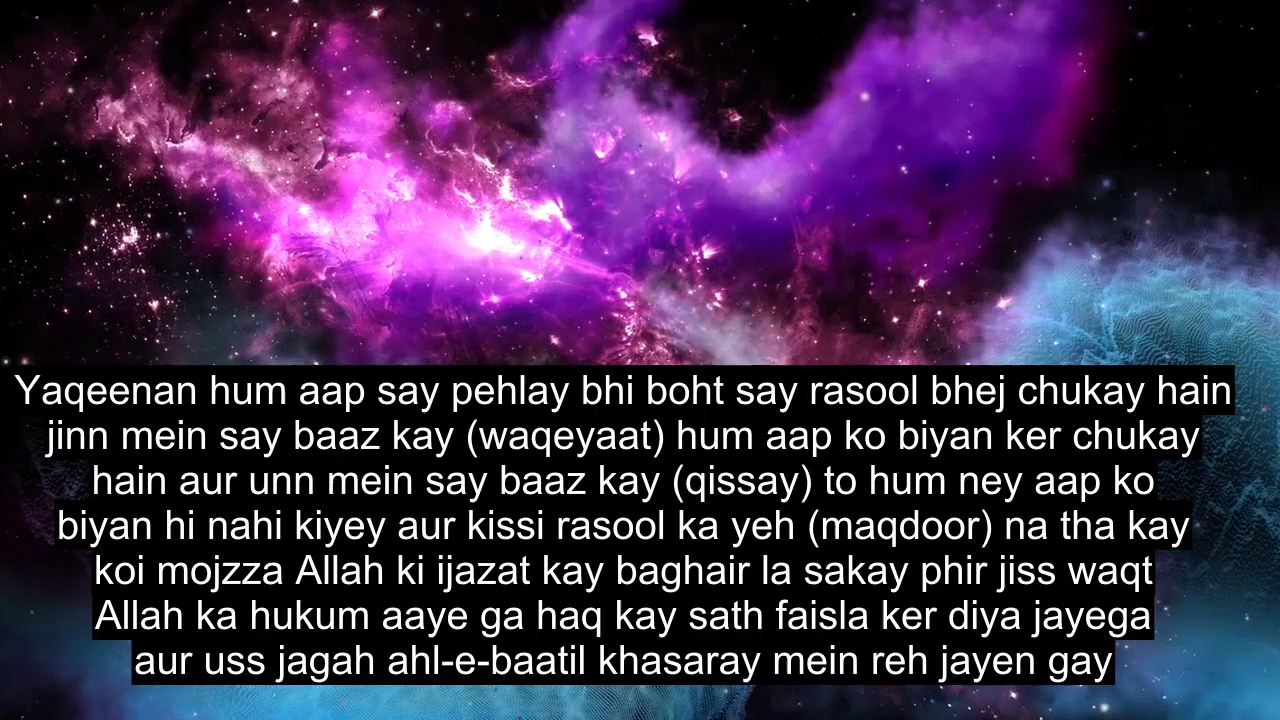 Yaqeenan hum aap say pehlay bhi boht say rasool bhej chukay hain
jinn mein say baaz kay (waqeyaat) hum aap ko biyan ker chukay
hain aur unn mein say baaz kay (qissay) to hum ney aap ko
biyan hi nahi kiyey aur kissi rasool ka yeh (maqdoor) na tha kay
koi mojzza Allah ki ijazat kay baghair la sakay phir jiss waqt
Allah ka hukum aaye ga haq kay sath faisla ker diya jayega
aur uss jagah ahl-e-baatil khasaray mein reh jayen gay